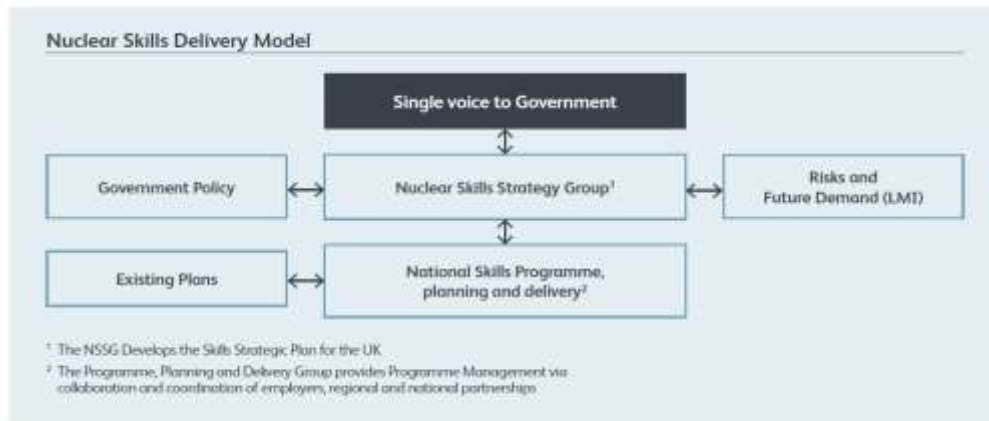 Nuclear Skills Delivery Model
Single voice to Government
Government Policy
Nuclear Skills Strategy Group¹
Risks and
Future Demand (LMI)
Existing Plans
National Skills Programme,
planning and delivery²
¹ The NSSG Develops the Skills Strategic Plan for the UK
² The Programme, Planning and Delivery Group provides Programme Management via
collaboration and coordination of employers, regional and national partnerships